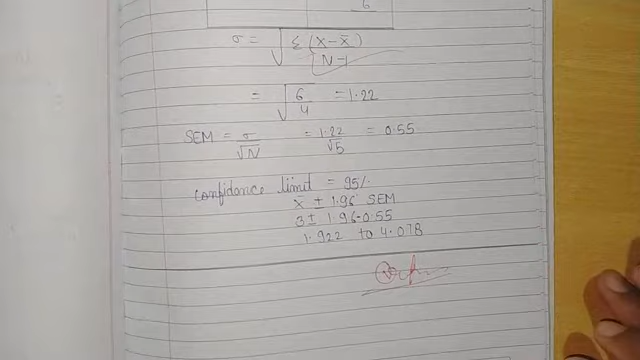 6
σ = √ Σ (X-x̄) / N-1
= √ 6/4 = 1.22
SEM = σ/√N = 1.22/√5 = 0.55
Confidence limit = 95%
x̄ ± 1.96 SEM
3 ± 1.96-0.55
1.922 to 4.078